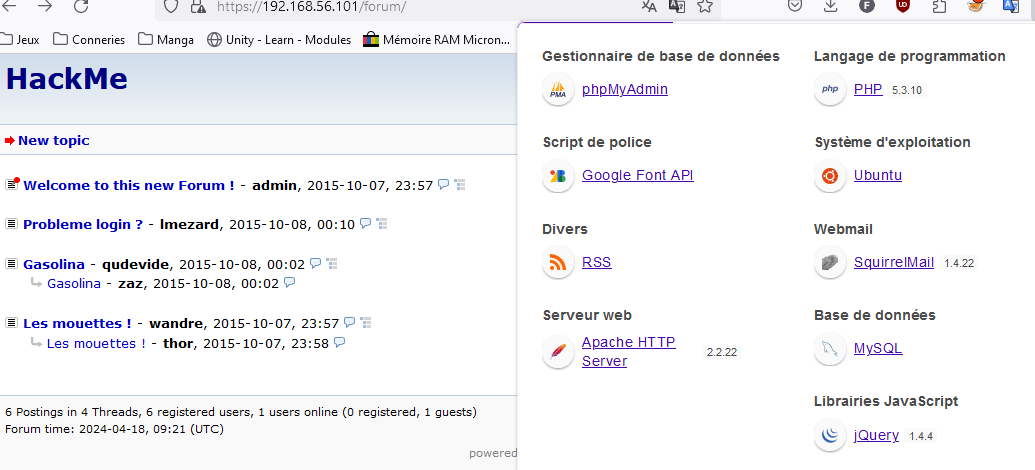 https://192.168.56.101/forum/
Jeux Conneries Manga Unity - Learn - Modules Mémoire RAM Micron...
HackMe
New topic
Welcome to this new Forum ! - admin, 2015-10-07, 23:57
Probleme login ? - lmezard, 2015-10-08, 00:10
Gasolina - qudevide, 2015-10-08, 00:02
Gasolina - zaz, 2015-10-08, 00:02
Les mouettes ! - wandre, 2015-10-07, 23:57
Les mouettes ! - thor, 2015-10-07, 23:58
6 Postings in 4 Threads, 6 registered users, 1 users online (0 registered, 1 guests)
Forum time: 2024-04-18, 09:21 (UTC)
powered
Gestionnaire de base de données
PMA
phpMyAdmin
Script de police
Google Font API
Divers
RSS
Serveur web
Apache HTTP
Server
2.2.22
Langage de programmation
php
PHP 5.3.10
Système d'exploitation
Ubuntu
Webmail
SquirrelMail 1.4.22
Base de données
MySQL
Librairies JavaScript
jQuery 1.4.4